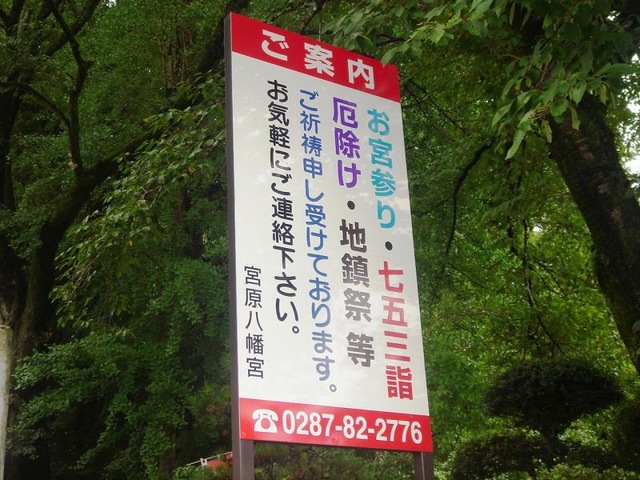 ご案内
お宮参り・七五三詣
厄除け・地鎮祭 等
ご祈祷申し受けております。
お気軽にご連絡下さい。
宮原八幡宮
☎0287-82-2776